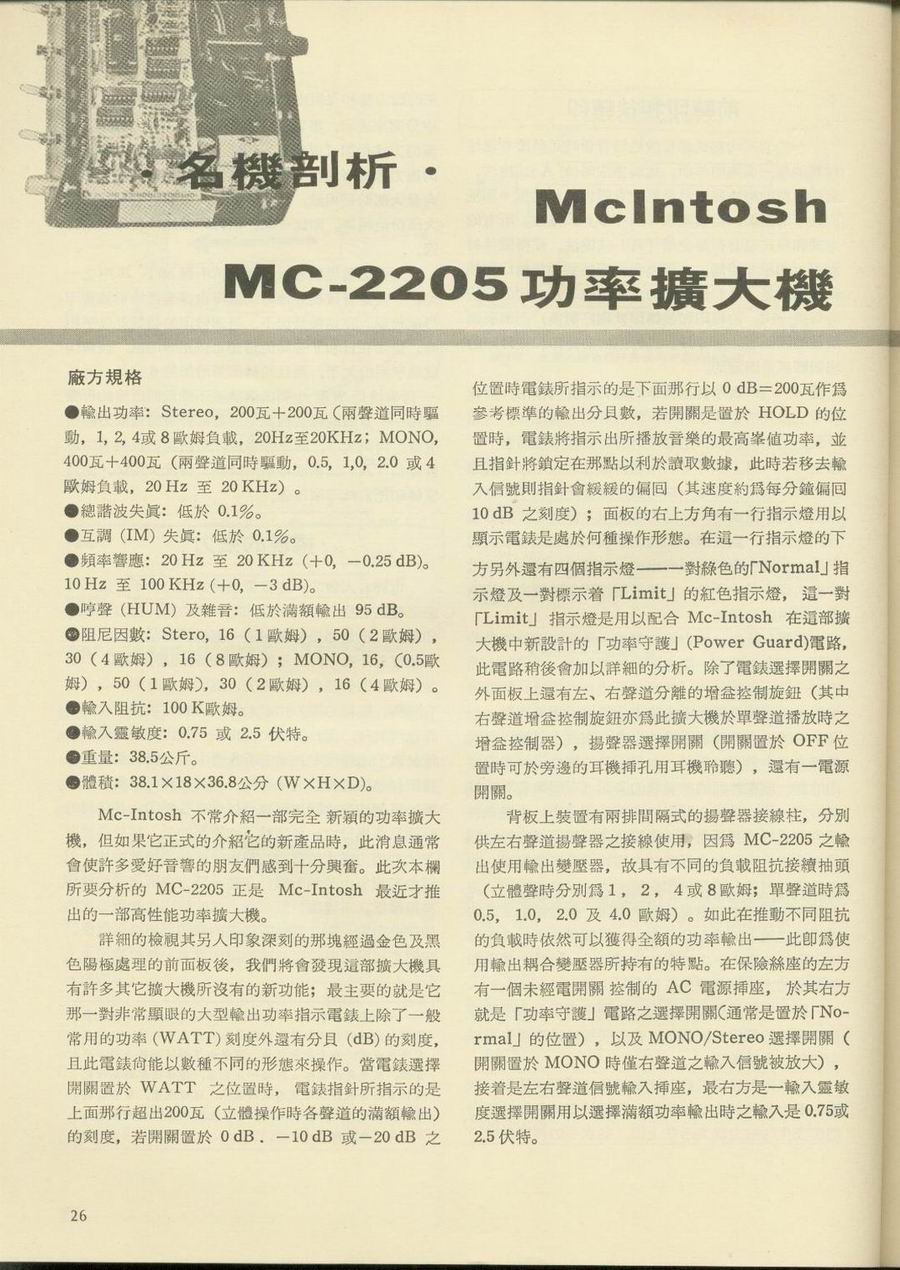 ·名機剖析·
McIntosh
MC-2205功率擴大機
廠方規格
●輸出功率：Stereo，200瓦＋200瓦（兩聲道同時驅
動，1, 2, 4或8歐姆負載，20Hz至20KHz；MONO,
400瓦＋400瓦（兩聲道同時驅動，0.5, 1,0, 2.0 或4
歐姆負載，20 Hz 至 20 KHz）。
●總諧波失眞：低於 0.1%。
●互調 (IM) 失眞：低於 0.1%。
●頻率響應：20 Hz 至 20 KHz (+0, －0.25 dB)。
10 Hz 至 100 KHz (+0, －3 dB)。
●哼聲 (HUM) 及雜音：低於滿額輸出 95 dB。
●阻尼因數：Stero, 16（1歐姆），50（2歐姆），
30（4歐姆），16（8歐姆）；MONO, 16,（0.5歐
姆），50（1歐姆），30（2歐姆），16（4歐姆）。
●輸入阻抗：100 K歐姆。
●輸入靈敏度：0.75 或 2.5 伏特。
●重量：38.5公斤。
●體積：38.1×18×36.8公分 (W×H×D)。
Mc-Intosh 不常介紹一部完全 新穎的功率擴大
機，但如果它正式的介紹它的新產品時，此消息通常
會使許多愛好音響的朋友們感到十分興奮。此次本欄
所要分析的 MC-2205 正是 Mc-Intosh 最近才推
出的一部高性能功率擴大機。
詳細的檢視其另人印象深刻的那塊經過金色及黑
色陽極處理的前面板後，我們將會發現這部擴大機具
有許多其它擴大機所沒有的新功能；最主要的就是它
那一對非常顯眼的大型輸出功率指示電錶上除了一般
常用的功率 (WATT) 刻度外還有分貝 (dB) 的刻度，
且此電錶尙能以數種不同的形態來操作。當電錶選擇
開關置於 WATT 之位置時，電錶指針所指示的是
上面那行超出200瓦（立體操作時各聲道的滿額輸出）
的刻度，若開關置於 0 dB．－10 dB 或－20 dB 之
位置時電錶所指示的是下面那行以 0 dB＝200瓦作爲
參考標準的輸出分貝數，若開關是置於 HOLD 的位
置時，電錶將指示出所播放音樂的最高峯値功率，並
且指針將鎖定在那點以利於讀取數據，此時若移去輸
入信號則指針會緩緩的偏囘（其速度約爲每分鐘偏囘
10 dB 之刻度）；面板的右上方角有一行指示燈用以
顯示電錶是處於何種操作形態。在這一行指示燈的下
方另外還有四個指示燈——一對綠色的「Normal」指
示燈及一對標示着「Limit」的紅色指示燈， 這一對
「Limit」指示燈是用以配合 Mc-Intosh 在這部擴
大機中新設計的「功率守護」(Power Guard)電路，
此電路稍後會加以詳細的分析。除了電錶選擇開關之
外面板上還有左、右聲道分離的增益控制旋鈕（其中
右聲道增益控制旋鈕亦爲此擴大機於單聲道播放時之
增益控制器），揚聲器選擇開關（開關置於 OFF 位
置時可於旁邊的耳機揷孔用耳機聆聽），還有一電源
開關。
背板上裝置有兩排間隔式的揚聲器接線柱，分別
供左右聲道揚聲器之接線使用，因爲 MC-2205 之輸
出使用輸出變壓器，故具有不同的負載阻抗接續抽頭
（立體聲時分別爲1， 2， 4或8歐姆；單聲道時爲
0.5, 1.0, 2.0 及 4.0 歐姆）。如此在推動不同阻抗
的負載時依然可以獲得全額的功率輸出——此卽爲使
用輸出耦合變壓器所特有的特點。在保險絲座的左方
有一個未經電開關 控制的 AC 電源揷座， 於其右方
就是「功率守護」電路之選擇開關(通常是置於「No-
rmal」的位置），以及 MONO/Stereo 選擇開關（
開關置於 MONO 時僅右聲道之輸入信號被放大），
接着是左右聲道信號輸入揷座，最右方是一輸入靈敏
度選擇開關用以選擇滿額功率輸出時之輸入是 0.75或
2.5 伏特。
26